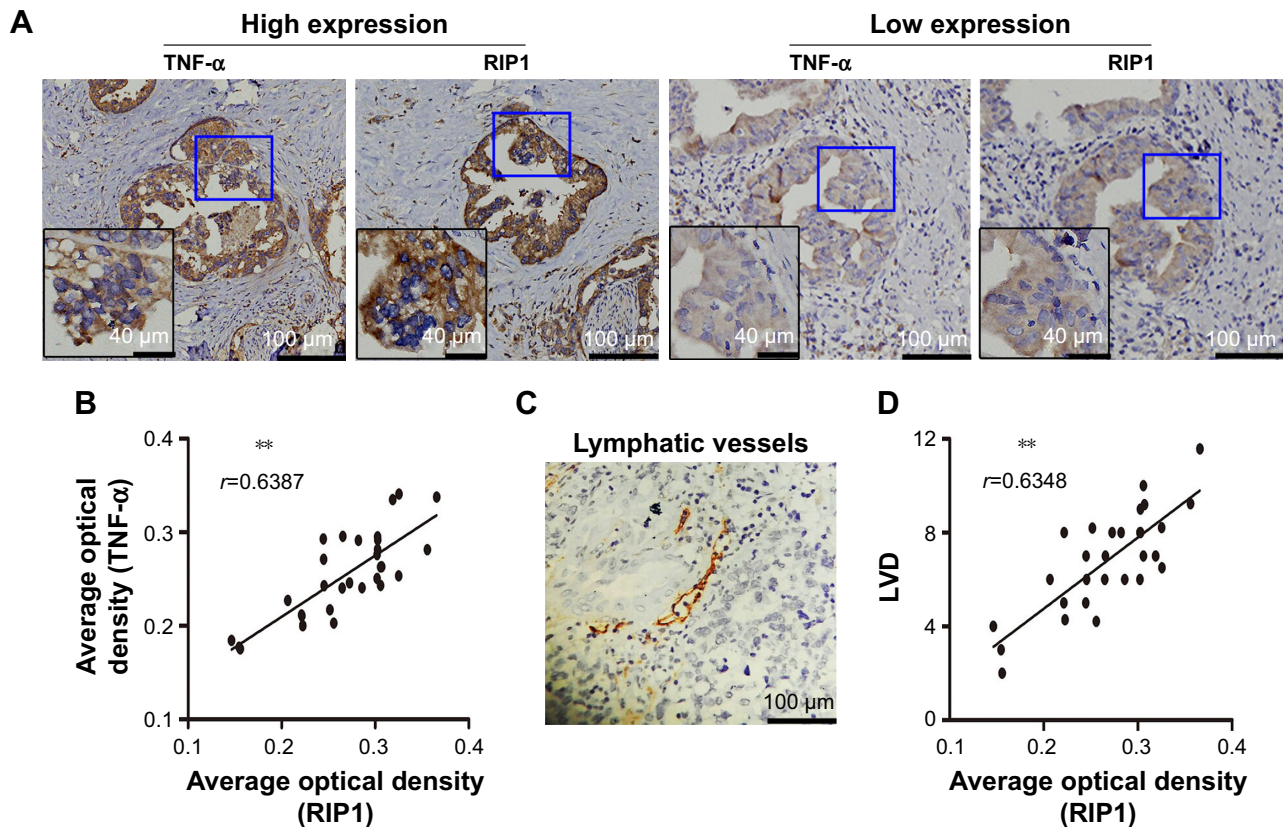 A
High expression
Low expression
TNF-α
RIP1
TNF-α
RIP1
40 µm
100 µm
40 µm
100 µm
40 µm
100 µm
40 µm
100 µm
B
**
r=0.6387
Average optical
density (TNF-α)
0.4
0.3
0.2
0.1
0.1
0.2
0.3
0.4
Average optical density
(RIP1)
C
Lymphatic vessels
100 µm
D
**
r=0.6348
LVD
12
8
4
0
0.1
0.2
0.3
0.4
Average optical density
(RIP1)